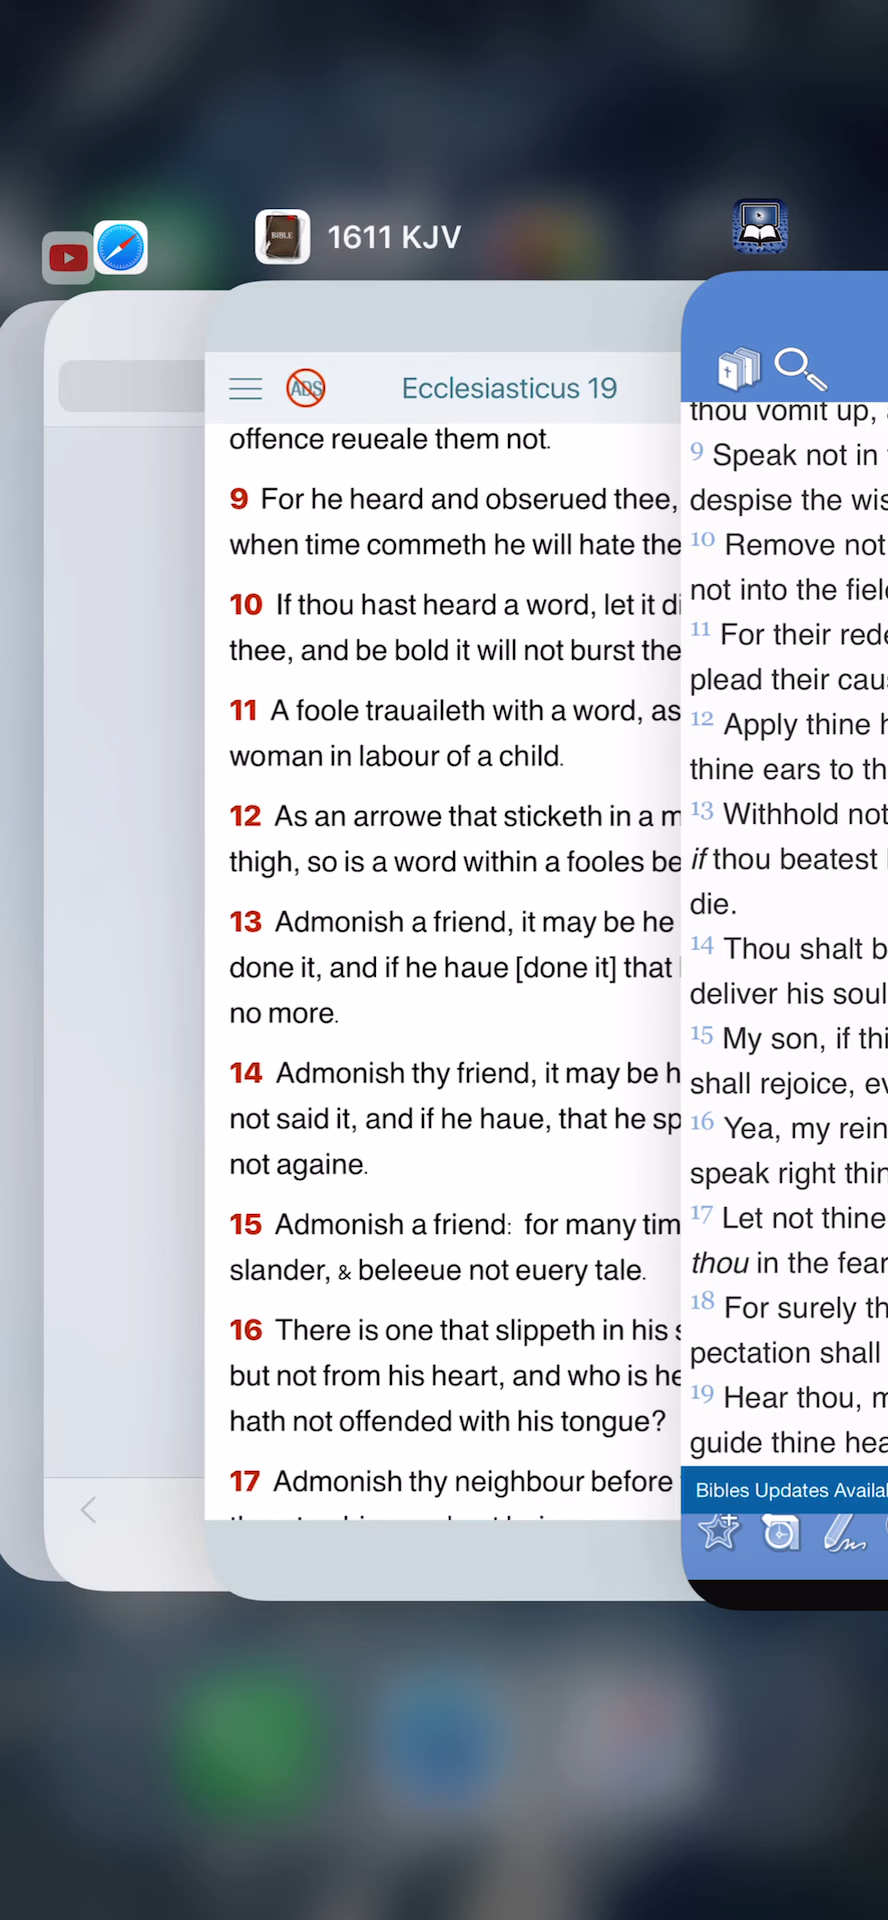 1611 KJV
BIBLE
ADS
Ecclesiasticus 19
offence reueale them not.
9 For he heard and obserued thee,
when time commeth he will hate the
10 If thou hast heard a word, let it di
thee, and be bold it will not burst the
11 A foole trauaileth with a word, as
woman in labour of a child.
12 As an arrowe that sticketh in a m
thigh, so is a word within a fooles be
13 Admonish a friend, it may be he
done it, and if he haue [done it] that
no more.
14 Admonish thy friend, it may be h
not said it, and if he haue, that he sp
not againe.
15 Admonish a friend: for many tim
slander, & beleeue not euery tale.
16 There is one that slippeth in his s
but not from his heart, and who is he
hath not offended with his tongue?
17 Admonish thy neighbour before
thou vomit up,
9 Speak not in
despise the wis
10 Remove not
not into the fiel
11 For their rede
plead their cau
12 Apply thine h
thine ears to th
13 Withhold not
if thou beatest
die.
14 Thou shalt b
deliver his soul
15 My son, if thi
shall rejoice, ev
16 Yea, my rein
speak right thin
17 Let not thine
thou in the fear
18 For surely th
pectation shall
19 Hear thou, m
guide thine hea
Bibles Updates Availa